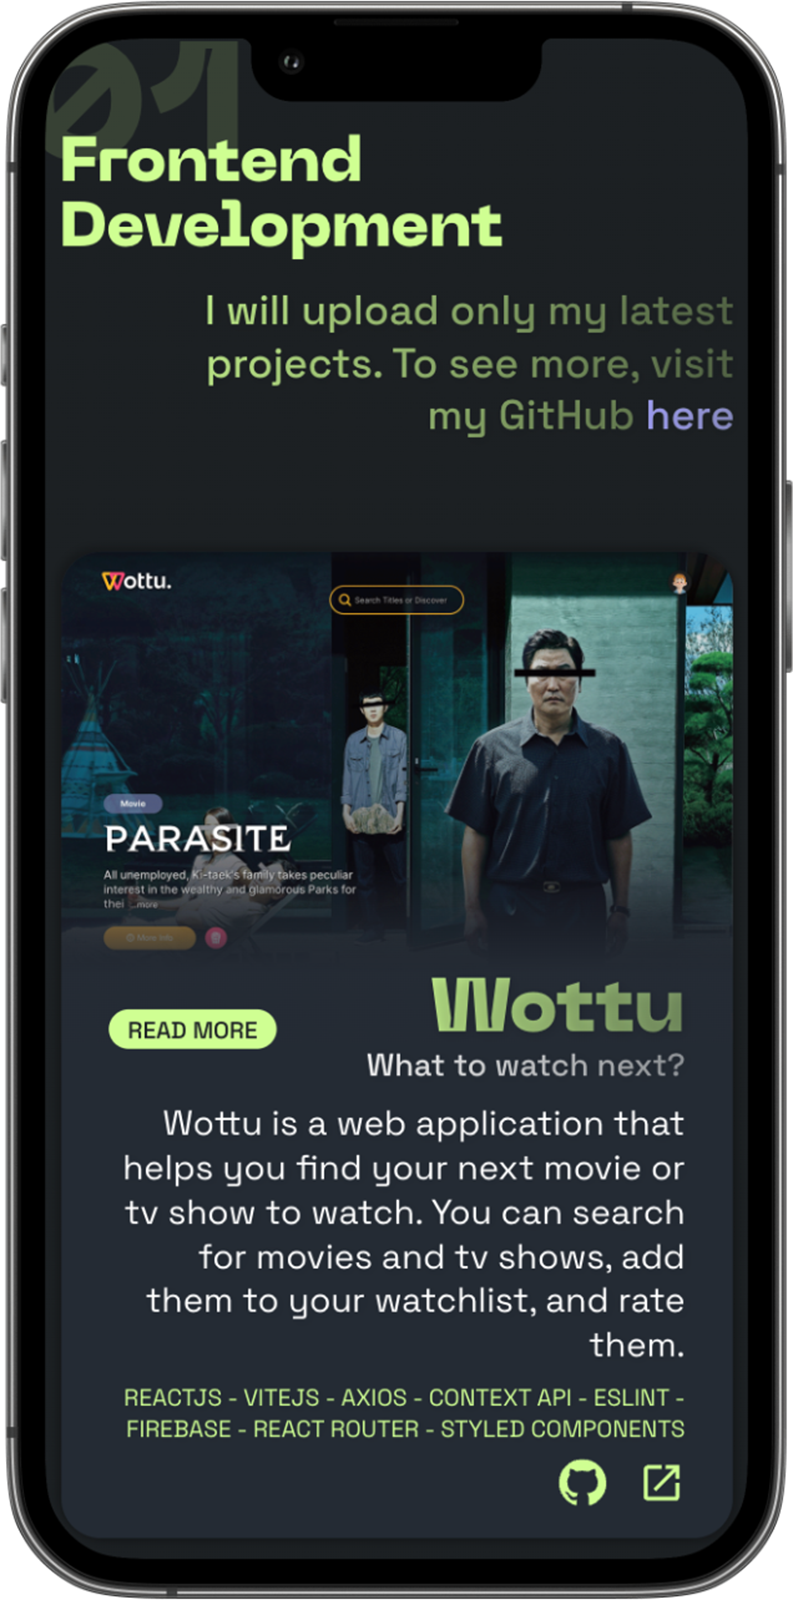 01
Frontend
Development
I will upload only my latest
projects. To see more, visit
my GitHub here
Wottu.
Search Titles or Discover
Movie
PARASITE
All unemployed, Ki-taek's family takes peculiar
interest in the wealthy and glamorous Parks for
thei ...more
More Info
READ MORE
Wottu
What to watch next?
Wottu is a web application that
helps you find your next movie or
tv show to watch. You can search
for movies and tv shows, add
them to your watchlist, and rate
them.
REACTJS - VITEJS - AXIOS - CONTEXT API - ESLINT -
FIREBASE - REACT ROUTER - STYLED COMPONENTS